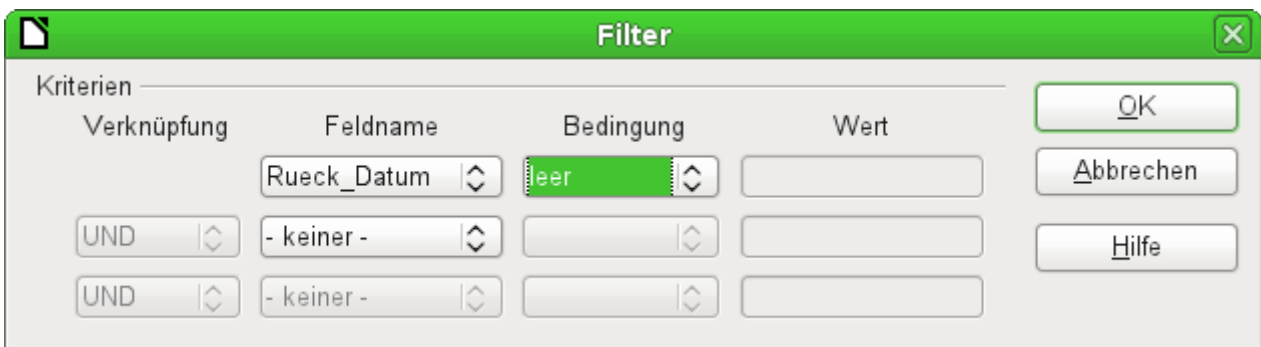 Filter
Kriterien
Verknüpfung Feldname Bedingung Wert
Rueck_Datum leer
UND - keiner -
UND - keiner -
OK
Abbrechen
Hilfe